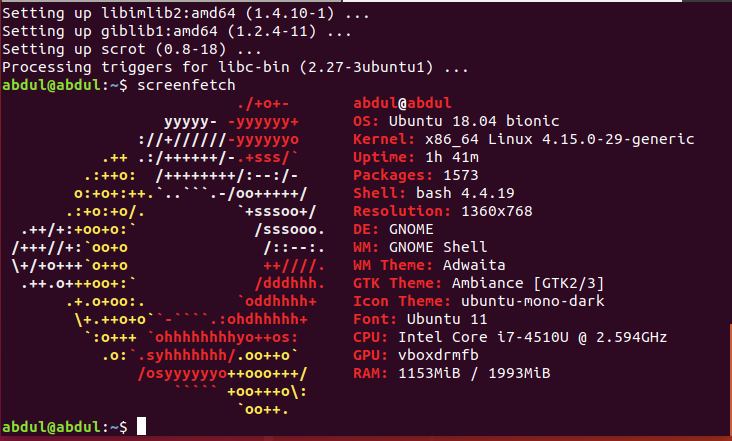 Setting up libimlib2:amd64 (1.4.10-1) ...
Setting up giblib1:amd64 (1.2.4-11) ...
Setting up scrot (0.8-18) ...
Processing triggers for libc-bin (2.27-3ubuntu1) ...
abdul@abdul:~$ screenfetch
                          ./+o+-       abdul@abdul
                  yyyyy- -yyyyyy+      OS: Ubuntu 18.04 bionic
               ://+//////-yyyyyyo      Kernel: x86_64 Linux 4.15.0-29-generic
           .++ .:/++++++/-.+sss/`      Uptime: 1h 41m
         .:++o:  /++++++++/:--:/-      Packages: 1573
        o:+o+:++.`..```.-/oo+++++/     Shell: bash 4.4.19
       .:+o:+o/.          `+sssoo+/    Resolution: 1360x768
  .++/+:+oo+o:`             /sssooo.   DE: GNOME
 /+++//+:`oo+o               /::--:.   WM: GNOME Shell
 \+/+o+++`o++o               ++////.   WM Theme: Adwaita
  .++.o+++oo+:`             /dddhhh.   GTK Theme: Ambiance [GTK2/3]
       .+.o+oo:.          `oddhhhh+    Icon Theme: ubuntu-mono-dark
        \+.++o+o``-````.:ohdhhhhh+     Font: Ubuntu 11
         `:o+++ `ohhhhhhhhyo++os:      CPU: Intel Core i7-4510U @ 2.594GHz
           .o:`.syhhhhhhh/.oo++o`      GPU: vboxdrmfb
               /osyyyyyyo++ooo+++/     RAM: 1153MiB / 1993MiB
                   ````` +oo+++o\:
                          `oo++.
abdul@abdul:~$